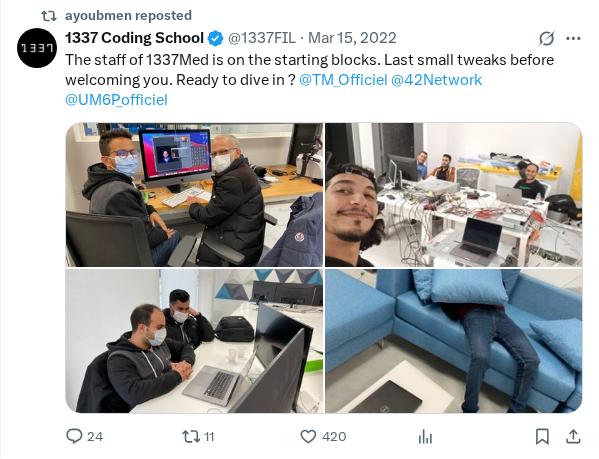 ayoubmen reposted
1337
1337 Coding School @1337FIL · Mar 15, 2022
The staff of 1337Med is on the starting blocks. Last small tweaks before
welcoming you. Ready to dive in ? @TM_Officiel @42Network
@UM6P_officiel
24 11 420